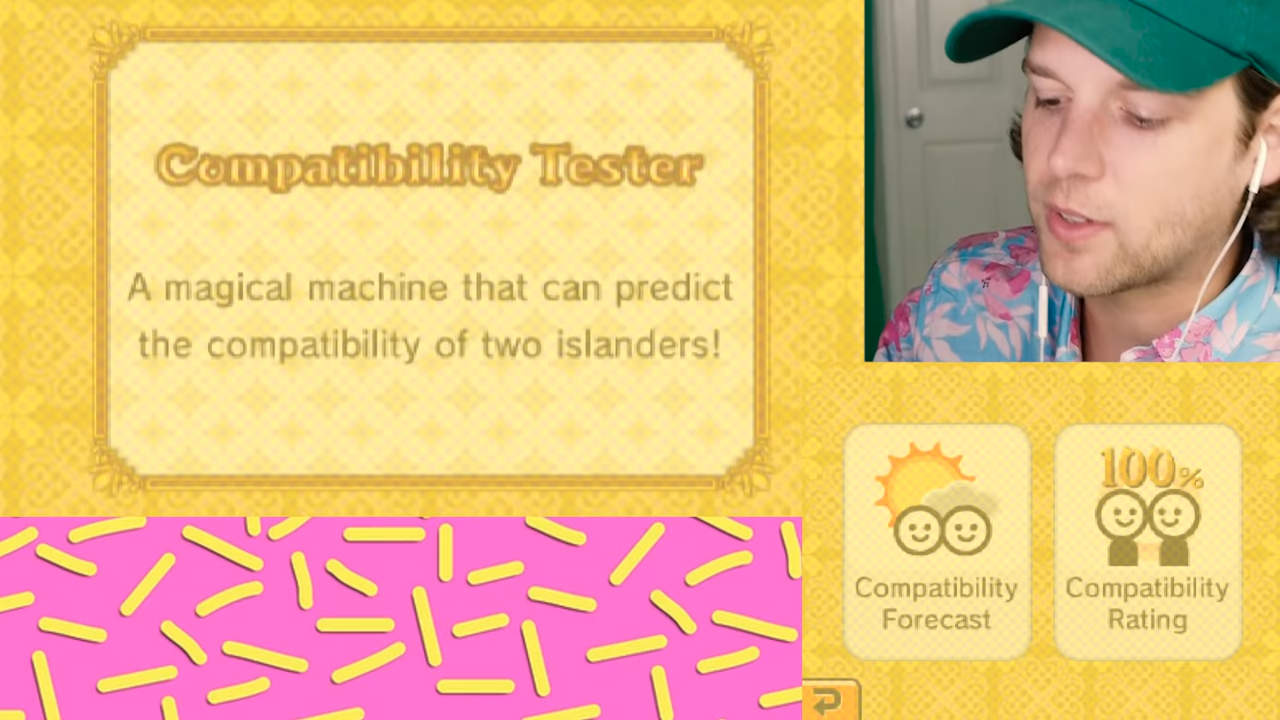 Compatibility Tester
A magical machine that can predict
the compatibility of two islanders!
100%
Compatibility
Forecast
Compatibility
Rating